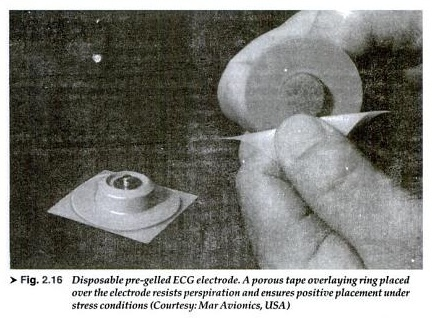 ➤ Fig. 2.16 Disposable pre-gelled ECG electrode. A porous tape overlaying ring placed
over the electrode resists perspiration and ensures positive placement under
stress conditions (Courtesy: Mar Avionics, USA)